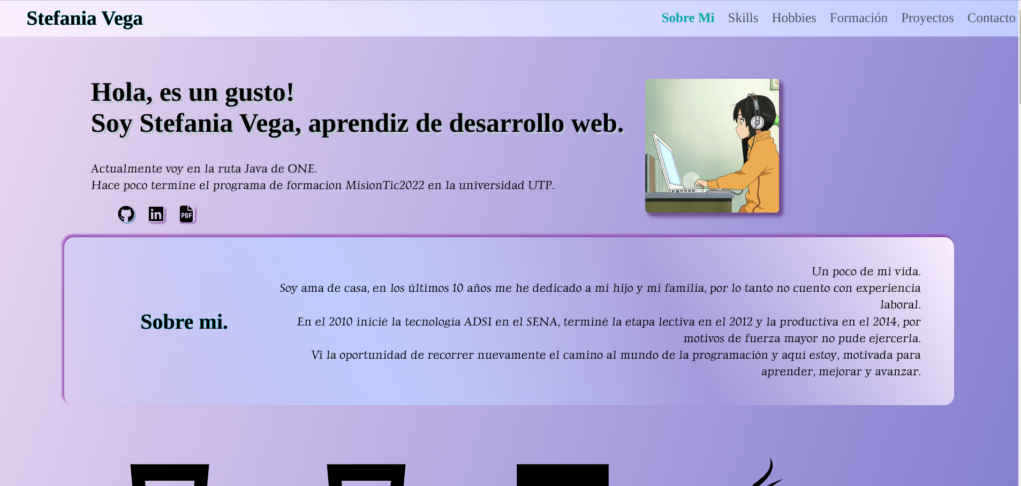 Stefania Vega
Sobre Mi Skills Hobbies Formación Proyectos Contacto
Hola, es un gusto!
Soy Stefania Vega, aprendiz de desarrollo web.
Actualmente voy en la ruta Java de ONE.
Hace poco termine el programa de formacion MisionTic2022 en la universidad UTP.
PDF
Sobre mi.
Un poco de mi vida.
Soy ama de casa, en los últimos 10 años me he dedicado a mi hijo y mi familia, por lo tanto no cuento con experiencia
laboral.
En el 2010 inicié la tecnología ADSI en el SENA, terminé la etapa lectiva en el 2012 y la productiva en el 2014, por
motivos de fuerza mayor no pude ejercerla.
Vi la oportunidad de recorrer nuevamente el camino al mundo de la programación y aquí estoy, motivada para
aprender, mejorar y avanzar.